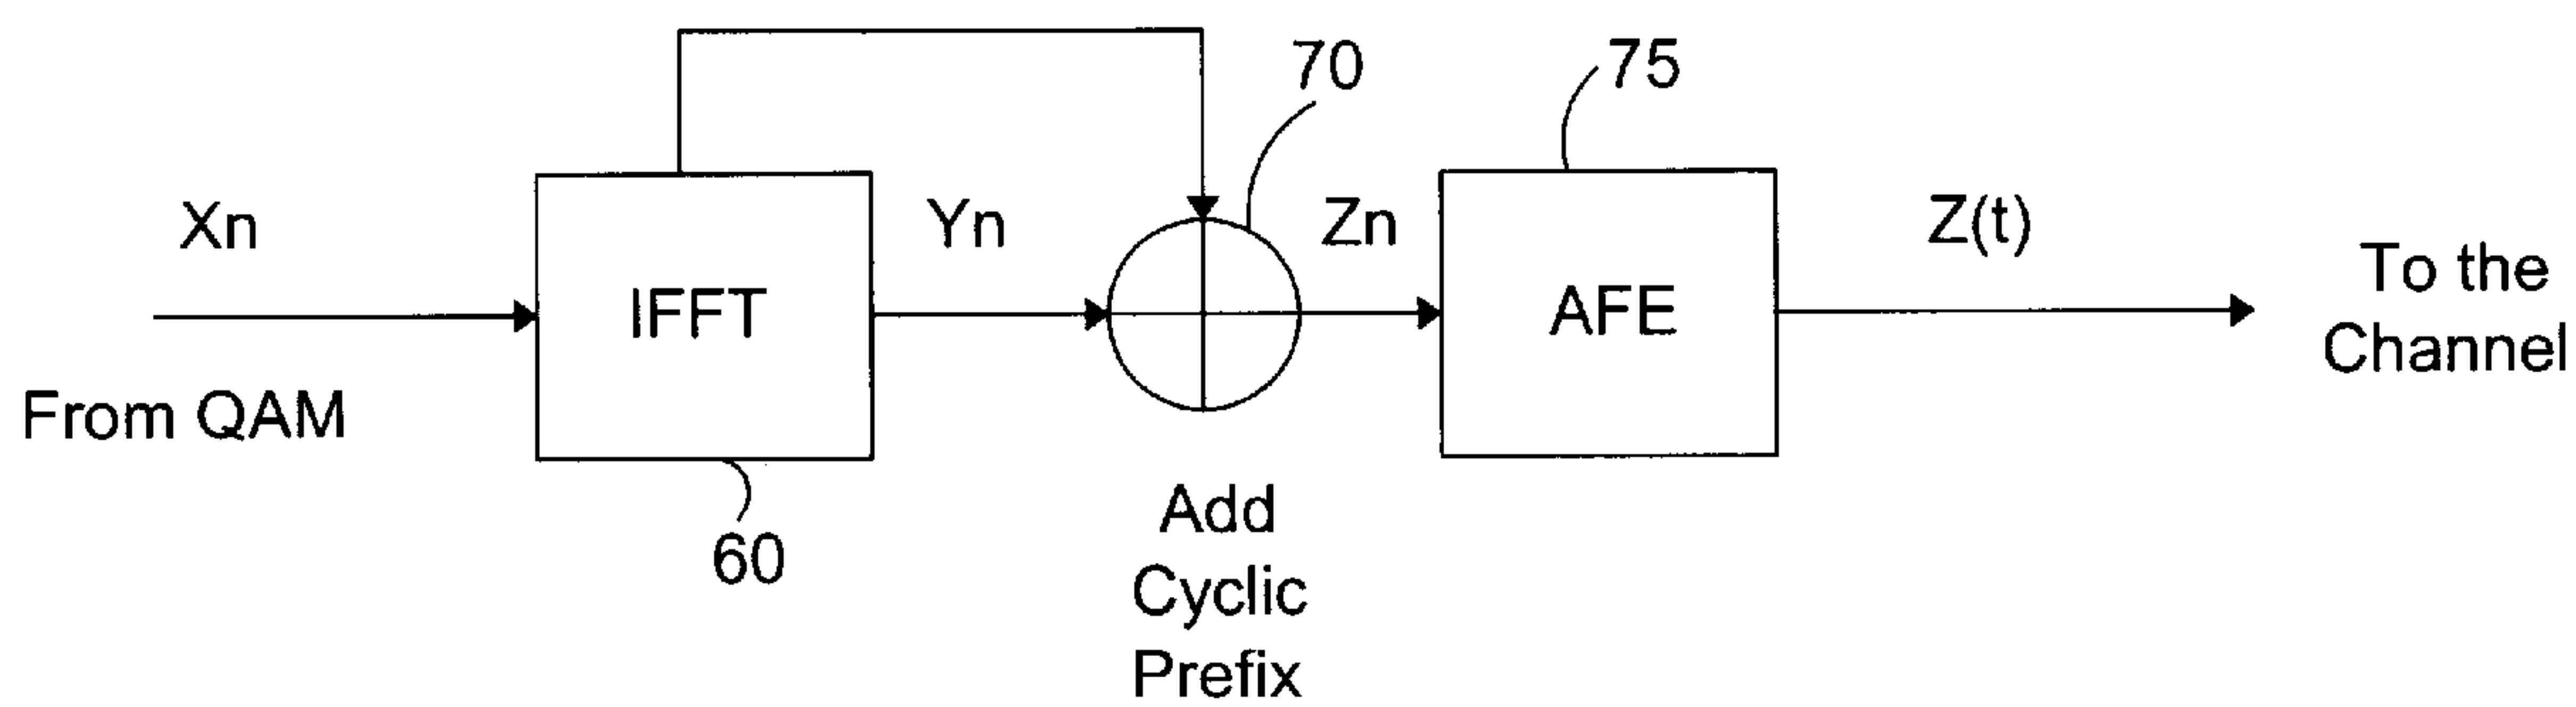 70
75
Xn
Yn
Zn
Z(t)
To the
Channel
IFFT
AFE
From QAM
60
Add
Cyclic
Prefix